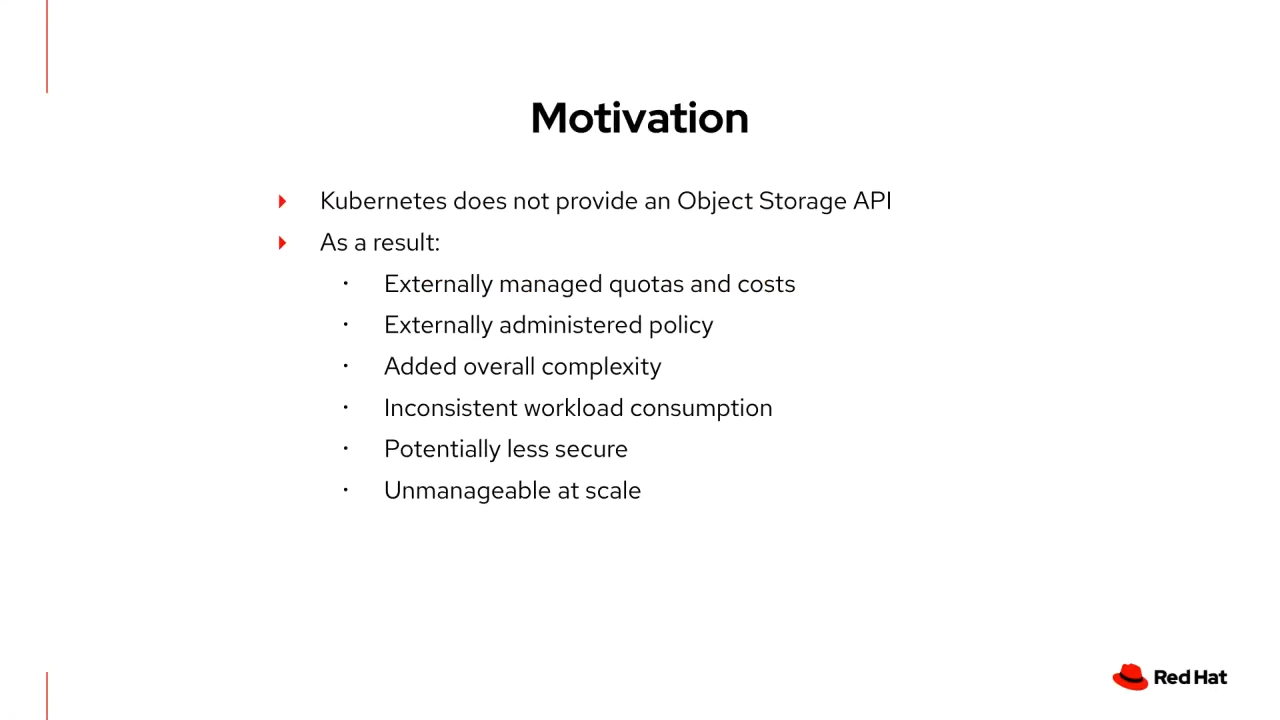 Motivation
Kubernetes does not provide an Object Storage API
As a result:
Externally managed quotas and costs
Externally administered policy
Added overall complexity
Inconsistent workload consumption
Potentially less secure
Unmanageable at scale
Red Hat